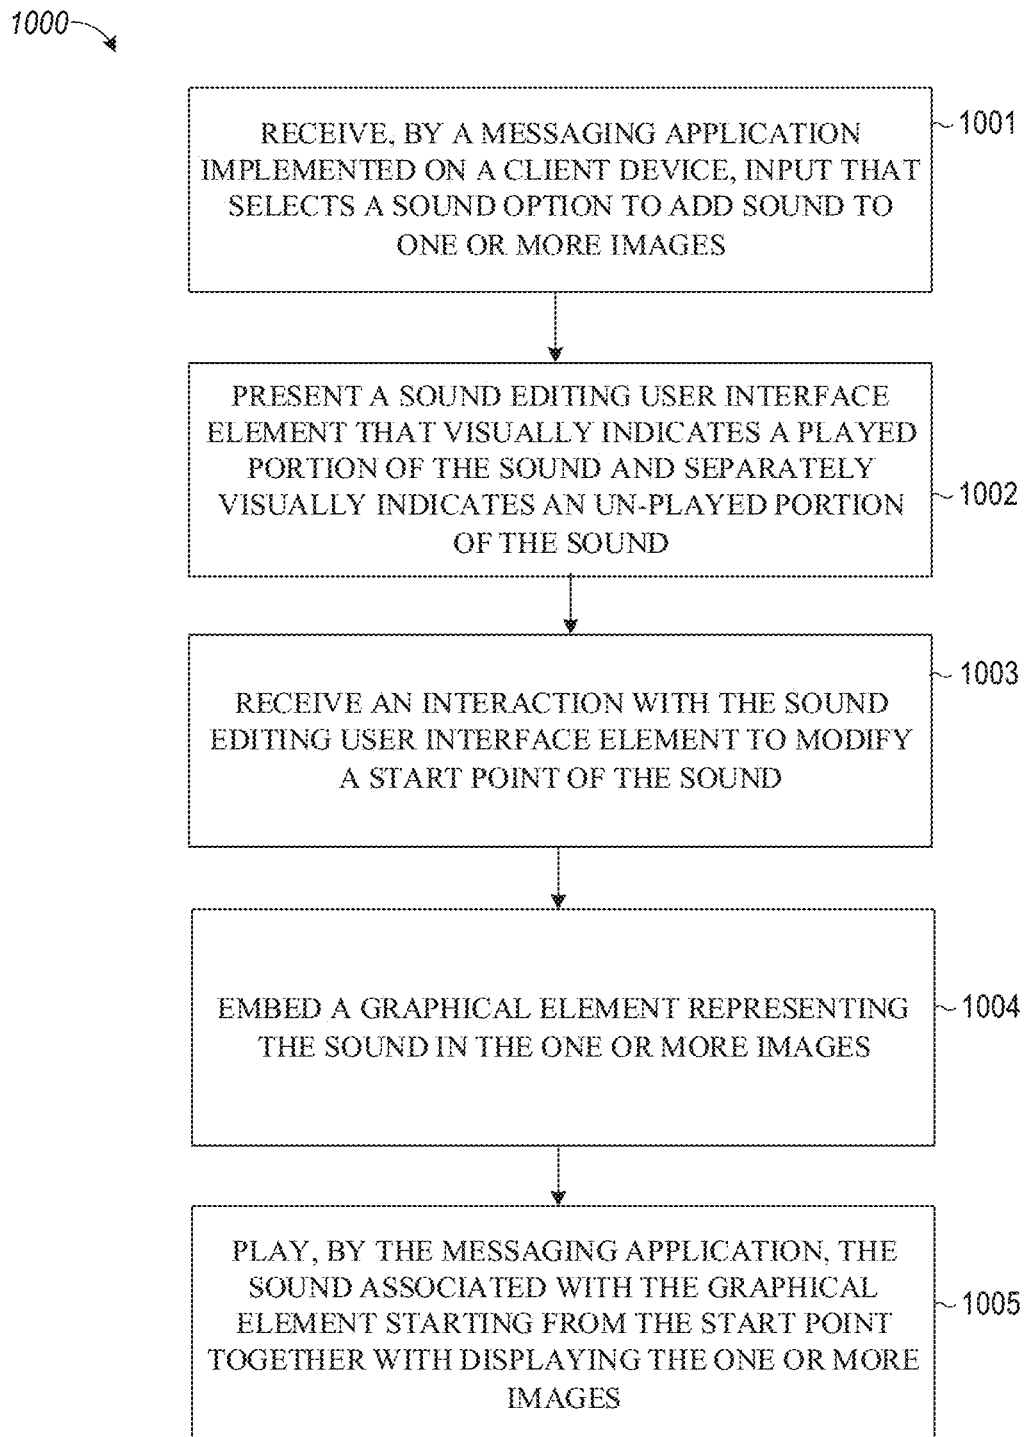 1000
RECEIVE, BY A MESSAGING APPLICATION
IMPLEMENTED ON A CLIENT DEVICE, INPUT THAT
SELECTS A SOUND OPTION TO ADD SOUND TO
ONE OR MORE IMAGES
1001
PRESENT A SOUND EDITING USER INTERFACE
ELEMENT THAT VISUALLY INDICATES A PLAYED
PORTION OF THE SOUND AND SEPARATELY
VISUALLY INDICATES AN UN-PLAYED PORTION
OF THE SOUND
1002
RECEIVE AN INTERACTION WITH THE SOUND
EDITING USER INTERFACE ELEMENT TO MODIFY
A START POINT OF THE SOUND
1003
EMBED A GRAPHICAL ELEMENT REPRESENTING
THE SOUND IN THE ONE OR MORE IMAGES
1004
PLAY, BY THE MESSAGING APPLICATION, THE
SOUND ASSOCIATED WITH THE GRAPHICAL
ELEMENT STARTING FROM THE START POINT
TOGETHER WITH DISPLAYING THE ONE OR MORE
IMAGES
1005